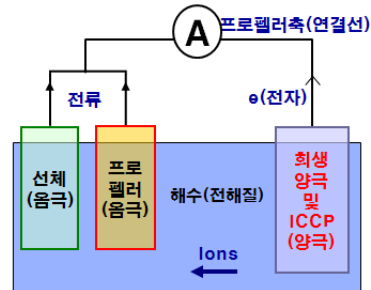 A
프로펠러축(연결선)
전류
e(전자)
선체
(음극)
프로
펠러
(음극)
해수(전해질)
희생
양극
및
ICCP
(양극)
Ions